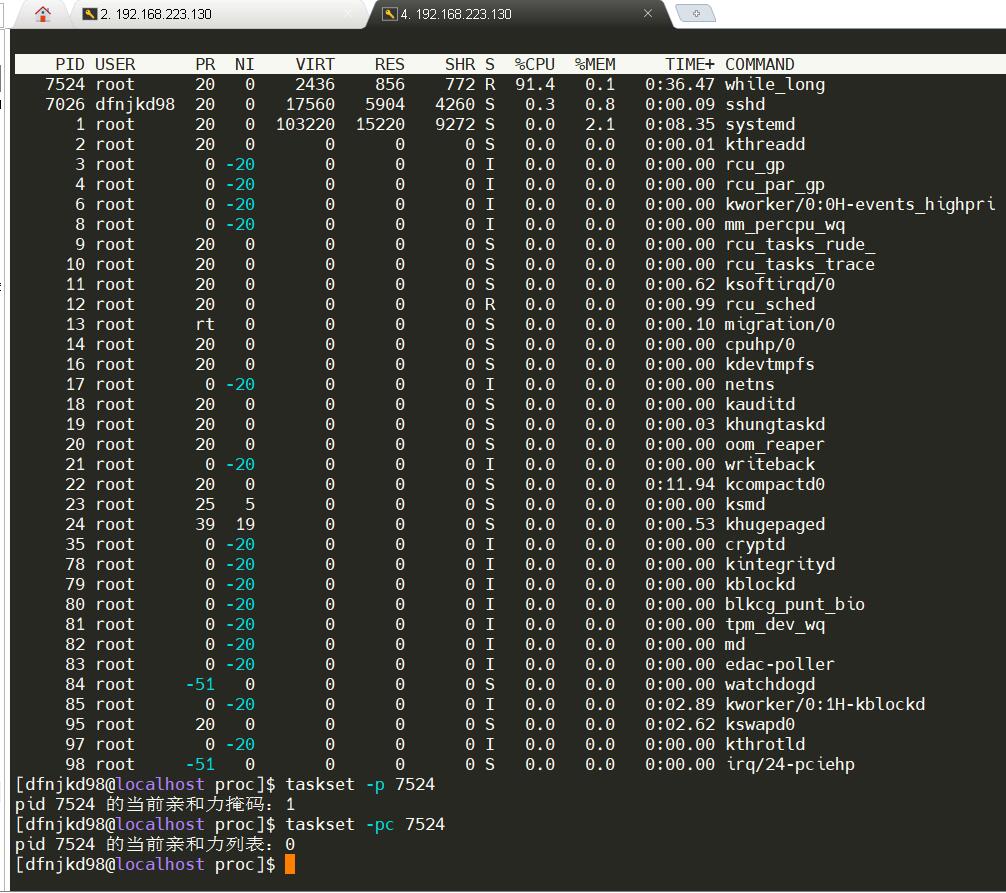 2. 192.168.223.130
4. 192.168.223.130
PID USER PR NI VIRT RES SHR S %CPU %MEM TIME+ COMMAND
7524 root 20 0 2436 856 772 R 91.4 0.1 0:36.47 while_long
7026 dfnjkd98 20 0 17560 5904 4260 S 0.3 0.8 0:00.09 sshd
1 root 20 0 103220 15220 9272 S 0.0 2.1 0:08.35 systemd
2 root 20 0 0 0 0 S 0.0 0.0 0:00.01 kthreadd
3 root 0 -20 0 0 0 I 0.0 0.0 0:00.00 rcu_gp
4 root 0 -20 0 0 0 I 0.0 0.0 0:00.00 rcu_par_gp
6 root 0 -20 0 0 0 I 0.0 0.0 0:00.00 kworker/0:0H-events_highpri
8 root 0 -20 0 0 0 I 0.0 0.0 0:00.00 mm_percpu_wq
9 root 20 0 0 0 0 S 0.0 0.0 0:00.00 rcu_tasks_rude_
10 root 20 0 0 0 0 S 0.0 0.0 0:00.00 rcu_tasks_trace
11 root 20 0 0 0 0 S 0.0 0.0 0:00.62 ksoftirqd/0
12 root 20 0 0 0 0 R 0.0 0.0 0:00.99 rcu_sched
13 root rt 0 0 0 0 S 0.0 0.0 0:00.10 migration/0
14 root 20 0 0 0 0 S 0.0 0.0 0:00.00 cpuhp/0
16 root 20 0 0 0 0 S 0.0 0.0 0:00.00 kdevtmpfs
17 root 0 -20 0 0 0 I 0.0 0.0 0:00.00 netns
18 root 20 0 0 0 0 S 0.0 0.0 0:00.00 kauditd
19 root 20 0 0 0 0 S 0.0 0.0 0:00.03 khungtaskd
20 root 20 0 0 0 0 S 0.0 0.0 0:00.00 oom_reaper
21 root 0 -20 0 0 0 I 0.0 0.0 0:00.00 writeback
22 root 20 0 0 0 0 S 0.0 0.0 0:11.94 kcompactd0
23 root 25 5 0 0 0 S 0.0 0.0 0:00.00 ksmd
24 root 39 19 0 0 0 S 0.0 0.0 0:00.53 khugepaged
35 root 0 -20 0 0 0 I 0.0 0.0 0:00.00 cryptd
78 root 0 -20 0 0 0 I 0.0 0.0 0:00.00 kintegrityd
79 root 0 -20 0 0 0 I 0.0 0.0 0:00.00 kblockd
80 root 0 -20 0 0 0 I 0.0 0.0 0:00.00 blkcg_punt_bio
81 root 0 -20 0 0 0 I 0.0 0.0 0:00.00 tpm_dev_wq
82 root 0 -20 0 0 0 I 0.0 0.0 0:00.00 md
83 root 0 -20 0 0 0 I 0.0 0.0 0:00.00 edac-poller
84 root -51 0 0 0 0 S 0.0 0.0 0:00.00 watchdogd
85 root 0 -20 0 0 0 I 0.0 0.0 0:02.89 kworker/0:1H-kblockd
95 root 20 0 0 0 0 S 0.0 0.0 0:02.62 kswapd0
97 root 0 -20 0 0 0 I 0.0 0.0 0:00.00 kthrotld
98 root -51 0 0 0 0 S 0.0 0.0 0:00.00 irq/24-pciehp
[dfnjkd98@localhost proc]$ taskset -p 7524
pid 7524 的当前亲和力掩码：1
[dfnjkd98@localhost proc]$ taskset -pc 7524
pid 7524 的当前亲和力列表：0
[dfnjkd98@localhost proc]$